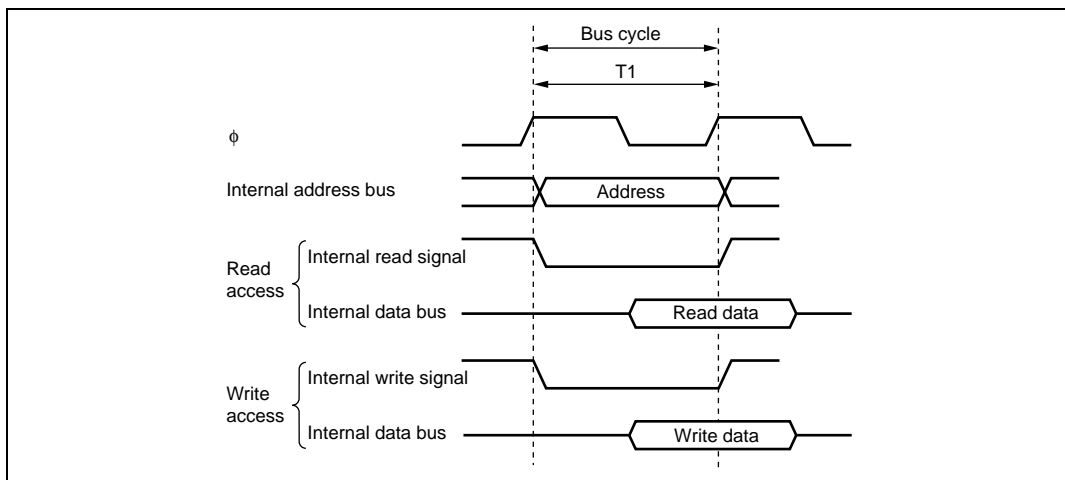 Bus cycle
T1
ϕ
Internal address bus
Address
Read
access
Internal read signal
Internal data bus
Read data
Write
access
Internal write signal
Internal data bus
Write data